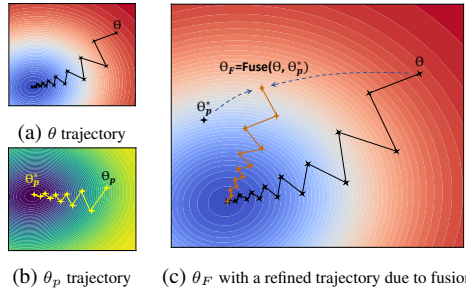 θ
(a) θ trajectory
Θ*p Θp
(b) θp trajectory
ΘF=Fuse(Θ, Θ*p)
Θ
Θ*p
(c) θF with a refined trajectory due to fusion